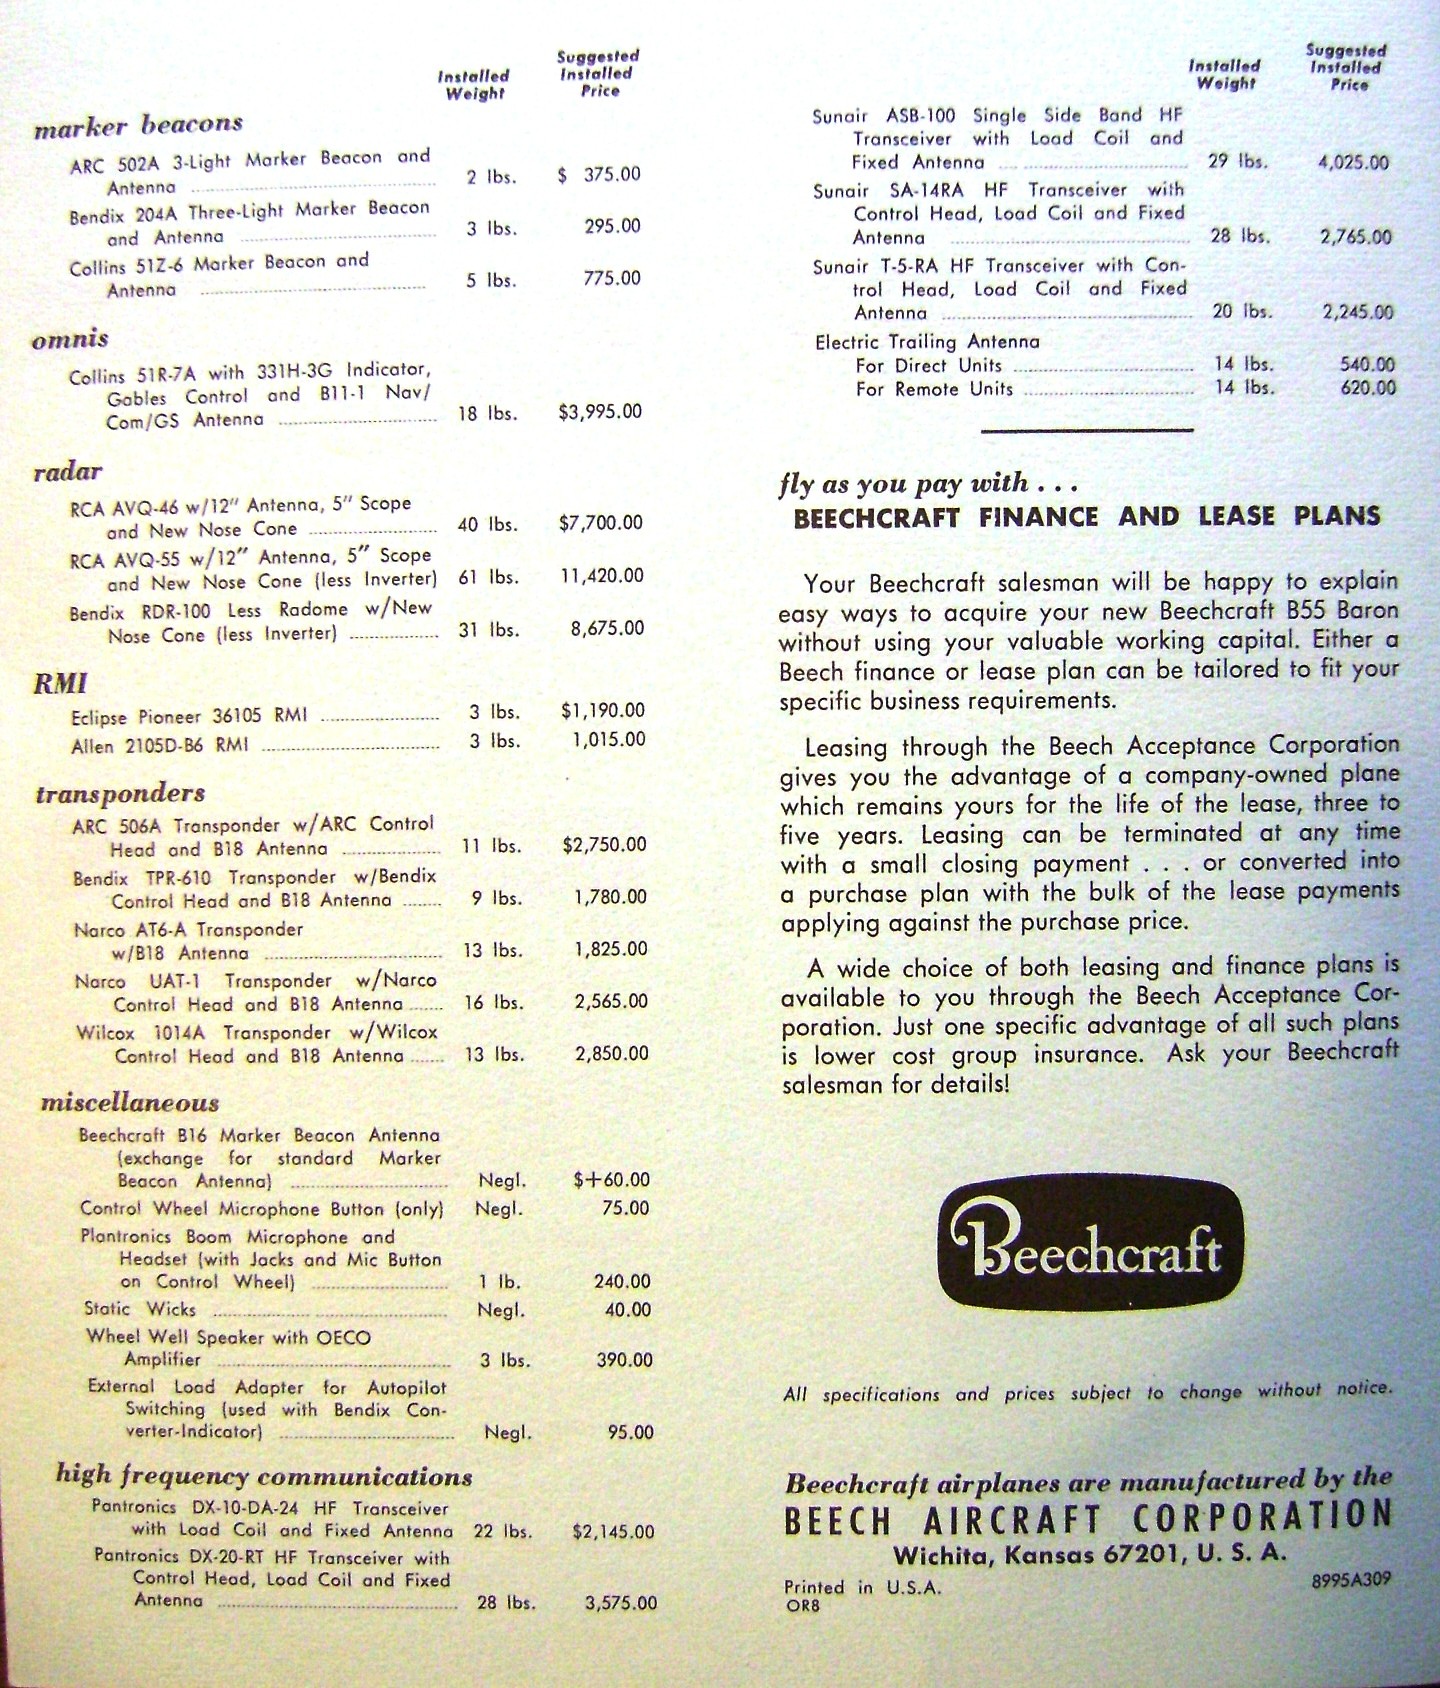 Installed
Weight
Suggested
Installed
Price
marker beacons
ARC 502A 3-Light Marker Beacon and
Antenna ........ 2 lbs. $ 375.00
Bendix 204A Three-Light Marker Beacon
and Antenna ........ 3 lbs. 295.00
Collins 51Z-6 Marker Beacon and
Antenna ........ 5 lbs. 775.00
omnis
Collins 51R-7A with 331H-3G Indicator,
Gables Control and B11-1 Nav/
Com/GS Antenna ........ 18 lbs. $3,995.00
radar
RCA AVQ-46 w/12" Antenna, 5" Scope
and New Nose Cone ........ 40 lbs. $7,700.00
RCA AVQ-55 w/12" Antenna, 5" Scope
and New Nose Cone (less Inverter) 61 lbs. 11,420.00
Bendix RDR-100 Less Radome w/New
Nose Cone (less Inverter) ........ 31 lbs. 8,675.00
RMI
Eclipse Pioneer 36105 RMI ........ 3 lbs. $1,190.00
Allen 2105D-B6 RMI ........ 3 lbs. 1,015.00
transponders
ARC 506A Transponder w/ARC Control
Head and B18 Antenna ........ 11 lbs. $2,750.00
Bendix TPR-610 Transponder w/Bendix
Control Head and B18 Antenna ........ 9 lbs. 1,780.00
Narco AT6-A Transponder
w/B18 Antenna ........ 13 lbs. 1,825.00
Narco UAT-1 Transponder w/Narco
Control Head and B18 Antenna ....... 16 lbs. 2,565.00
Wilcox 1014A Transponder w/Wilcox
Control Head and B18 Antenna ....... 13 lbs. 2,850.00
miscellaneous
Beechcraft B16 Marker Beacon Antenna
(exchange for standard Marker
Beacon Antenna) ........ Negl. $+60.00
Control Wheel Microphone Button (only) Negl. 75.00
Plantronics Boom Microphone and
Headset (with Jacks and Mic Button
on Control Wheel) ........ 1 lb. 240.00
Static Wicks ........ Negl. 40.00
Wheel Well Speaker with OECO
Amplifier ........ 3 lbs. 390.00
External Load Adapter for Autopilot
Switching (used with Bendix Con-
verter-Indicator) ........ Negl. 95.00
high frequency communications
Pantronics DX-10-DA-24 HF Transceiver
with Load Coil and Fixed Antenna 22 lbs. $2,145.00
Pantronics DX-20-RT HF Transceiver with
Control Head, Load Coil and Fixed
Antenna ........ 28 lbs. 3,575.00
Installed
Weight
Suggested
Installed
Price
Sunair ASB-100 Single Side Band HF
Transceiver with Load Coil and
Fixed Antenna ........ 29 lbs. 4,025.00
Sunair SA-14RA HF Transceiver with
Control Head, Load Coil and Fixed
Antenna ........ 28 lbs. 2,765.00
Sunair T-5-RA HF Transceiver with Con-
trol Head, Load Coil and Fixed
Antenna ........ 20 lbs. 2,245.00
Electric Trailing Antenna
For Direct Units ........ 14 lbs. 540.00
For Remote Units ........ 14 lbs. 620.00
fly as you pay with . . .
BEECHCRAFT FINANCE AND LEASE PLANS
Your Beechcraft salesman will be happy to explain
easy ways to acquire your new Beechcraft B55 Baron
without using your valuable working capital. Either a
Beech finance or lease plan can be tailored to fit your
specific business requirements.
Leasing through the Beech Acceptance Corporation
gives you the advantage of a company-owned plane
which remains yours for the life of the lease, three to
five years. Leasing can be terminated at any time
with a small closing payment . . . or converted into
a purchase plan with the bulk of the lease payments
applying against the purchase price.
A wide choice of both leasing and finance plans is
available to you through the Beech Acceptance Cor-
poration. Just one specific advantage of all such plans
is lower cost group insurance. Ask your Beechcraft
salesman for details!
Beechcraft
All specifications and prices subject to change without notice.
Beechcraft airplanes are manufactured by the
BEECH AIRCRAFT CORPORATION
Wichita, Kansas 67201, U. S. A.
Printed in U.S.A. 8995A309
OR8